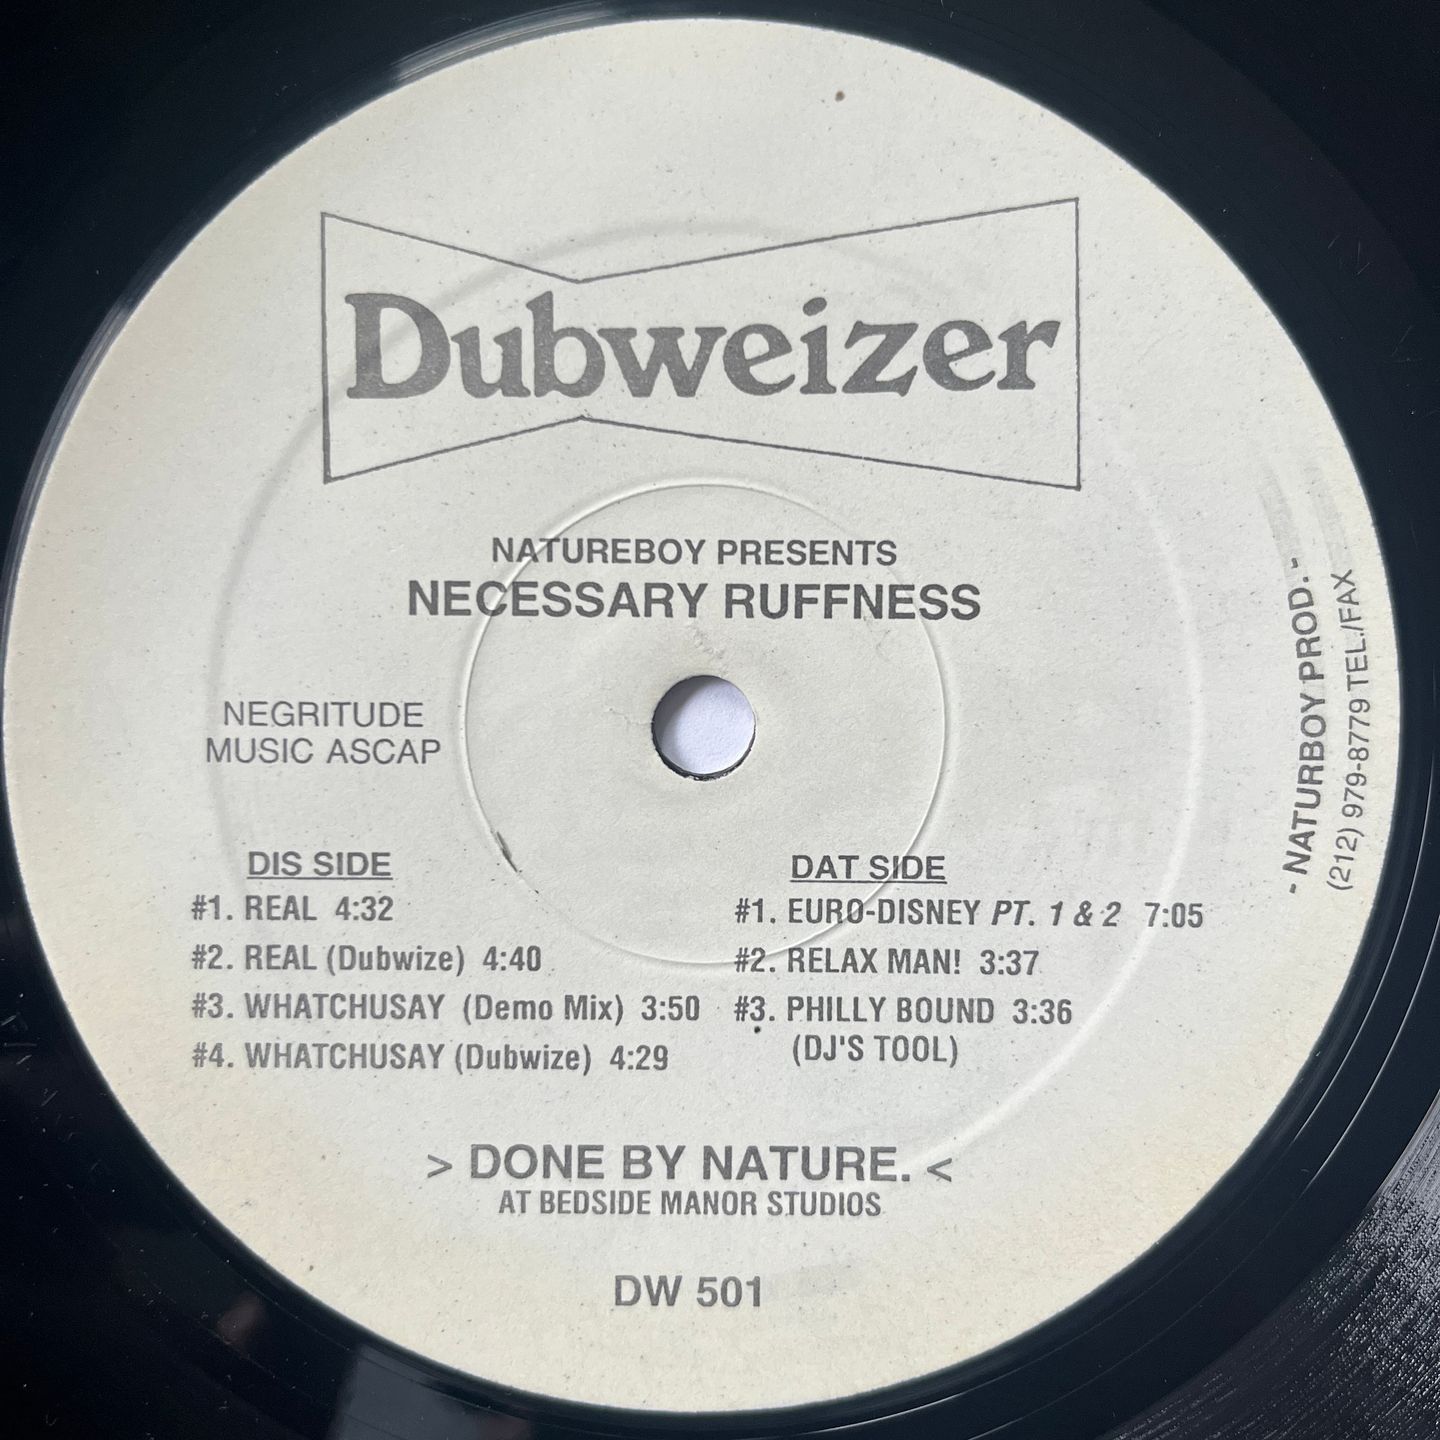 Dubweizer
NATUREBOY PRESENTS
NECESSARY RUFFNESS
NEGRITUDE
MUSIC ASCAP
DIS SIDE
#1. REAL 4:32
#2. REAL (Dubwize) 4:40
#3. WHATCHUSAY (Demo Mix) 3:50
#4. WHATCHUSAY (Dubwize) 4:29
DAT SIDE
#1. EURO-DISNEY PT. 1 & 2 7:05
#2. RELAX MAN! 3:37
#3. PHILLY BOUND 3:36
(DJ'S TOOL)
- NATURBOY PROD. -
(212) 979-8779 TEL./FAX
> DONE BY NATURE. <
AT BEDSIDE MANOR STUDIOS
DW 501